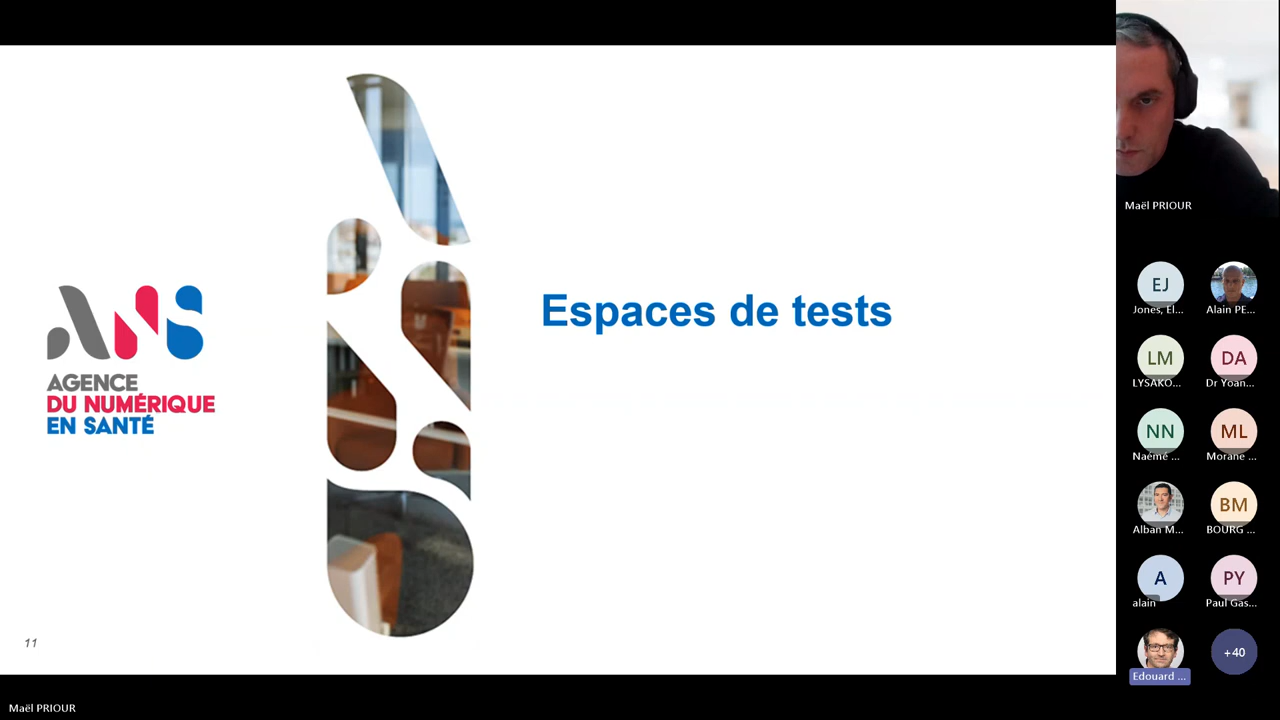 ANS
AGENCE
DU NUMÉRIQUE
EN SANTÉ
Espaces de tests
11
Maël PRIOUR
EJ
Jones, El...
Alain PE...
LM
LYSAKO...
DA
Dr Yoan...
NN
Naémé ...
ML
Morane ...
Alban M...
BM
BOURG ...
A
alain
PY
Paul Gas...
Edouard ...
+40
Maël PRIOUR